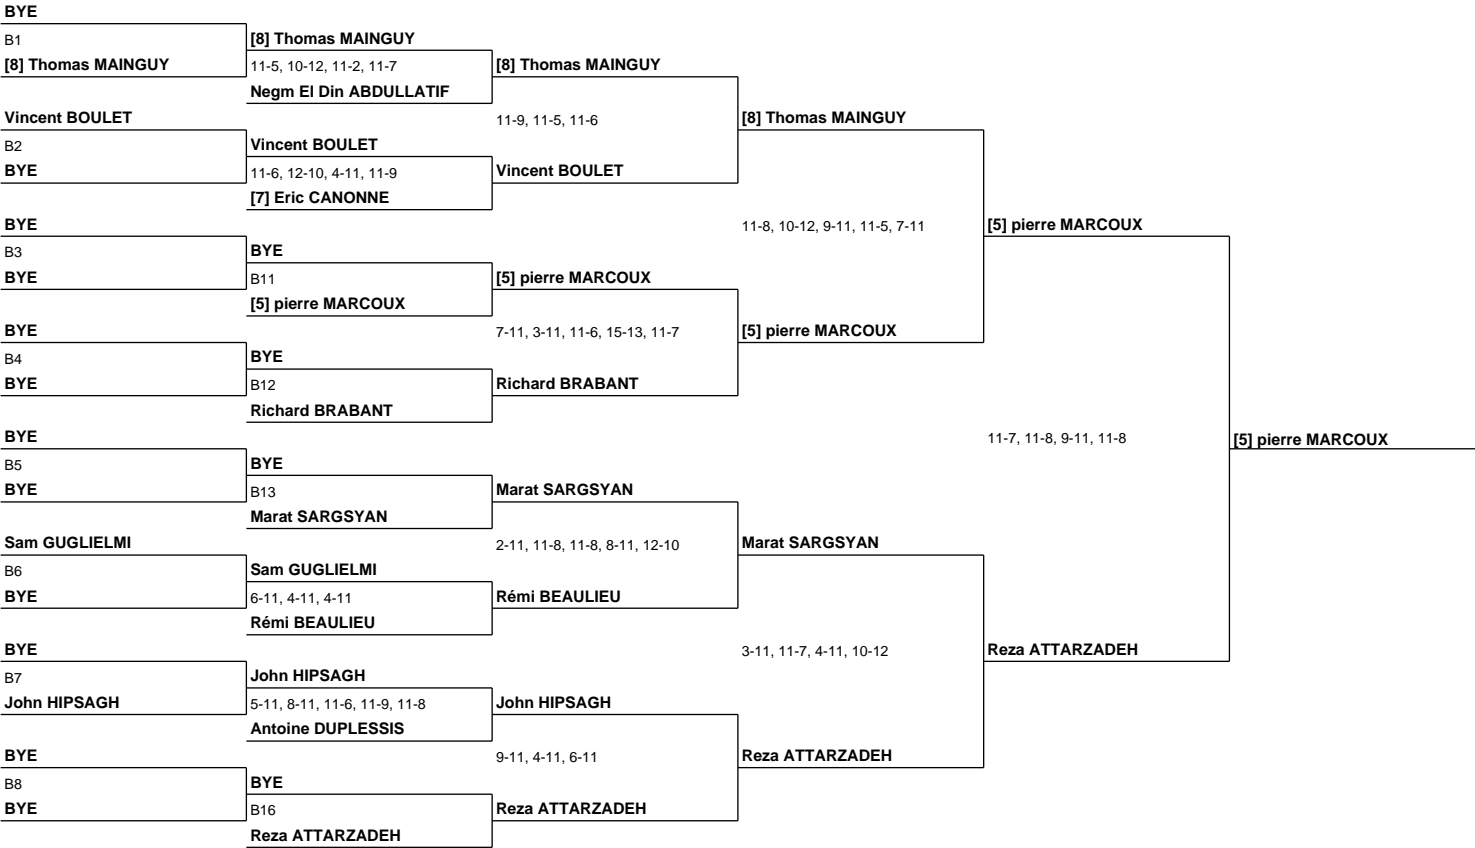 BYE
B1
[8] Thomas MAINGUY
Vincent BOULET
B2
BYE
BYE
B3
BYE
BYE
B4
BYE
BYE
B5
BYE
Sam GUGLIELMI
B6
BYE
BYE
B7
John HIPSAGH
BYE
B8
BYE
[8] Thomas MAINGUY
11-5, 10-12, 11-2, 11-7
Negm El Din ABDULLATIF
Vincent BOULET
11-6, 12-10, 4-11, 11-9
[7] Eric CANONNE
BYE
B11
[5] pierre MARCOUX
BYE
B12
Richard BRABANT
BYE
B13
Marat SARGSYAN
Sam GUGLIELMI
6-11, 4-11, 4-11
Rémi BEAULIEU
John HIPSAGH
5-11, 8-11, 11-6, 11-9, 11-8
Antoine DUPLESSIS
BYE
B16
Reza ATTARZADEH
[8] Thomas MAINGUY
11-9, 11-5, 11-6
Vincent BOULET
[5] pierre MARCOUX
7-11, 3-11, 11-6, 15-13, 11-7
Richard BRABANT
Marat SARGSYAN
2-11, 11-8, 11-8, 8-11, 12-10
Rémi BEAULIEU
John HIPSAGH
9-11, 4-11, 6-11
Reza ATTARZADEH
[8] Thomas MAINGUY
11-8, 10-12, 9-11, 11-5, 7-11
[5] pierre MARCOUX
Marat SARGSYAN
3-11, 11-7, 4-11, 10-12
Reza ATTARZADEH
[5] pierre MARCOUX
11-7, 11-8, 9-11, 11-8
Reza ATTARZADEH
[5] pierre MARCOUX